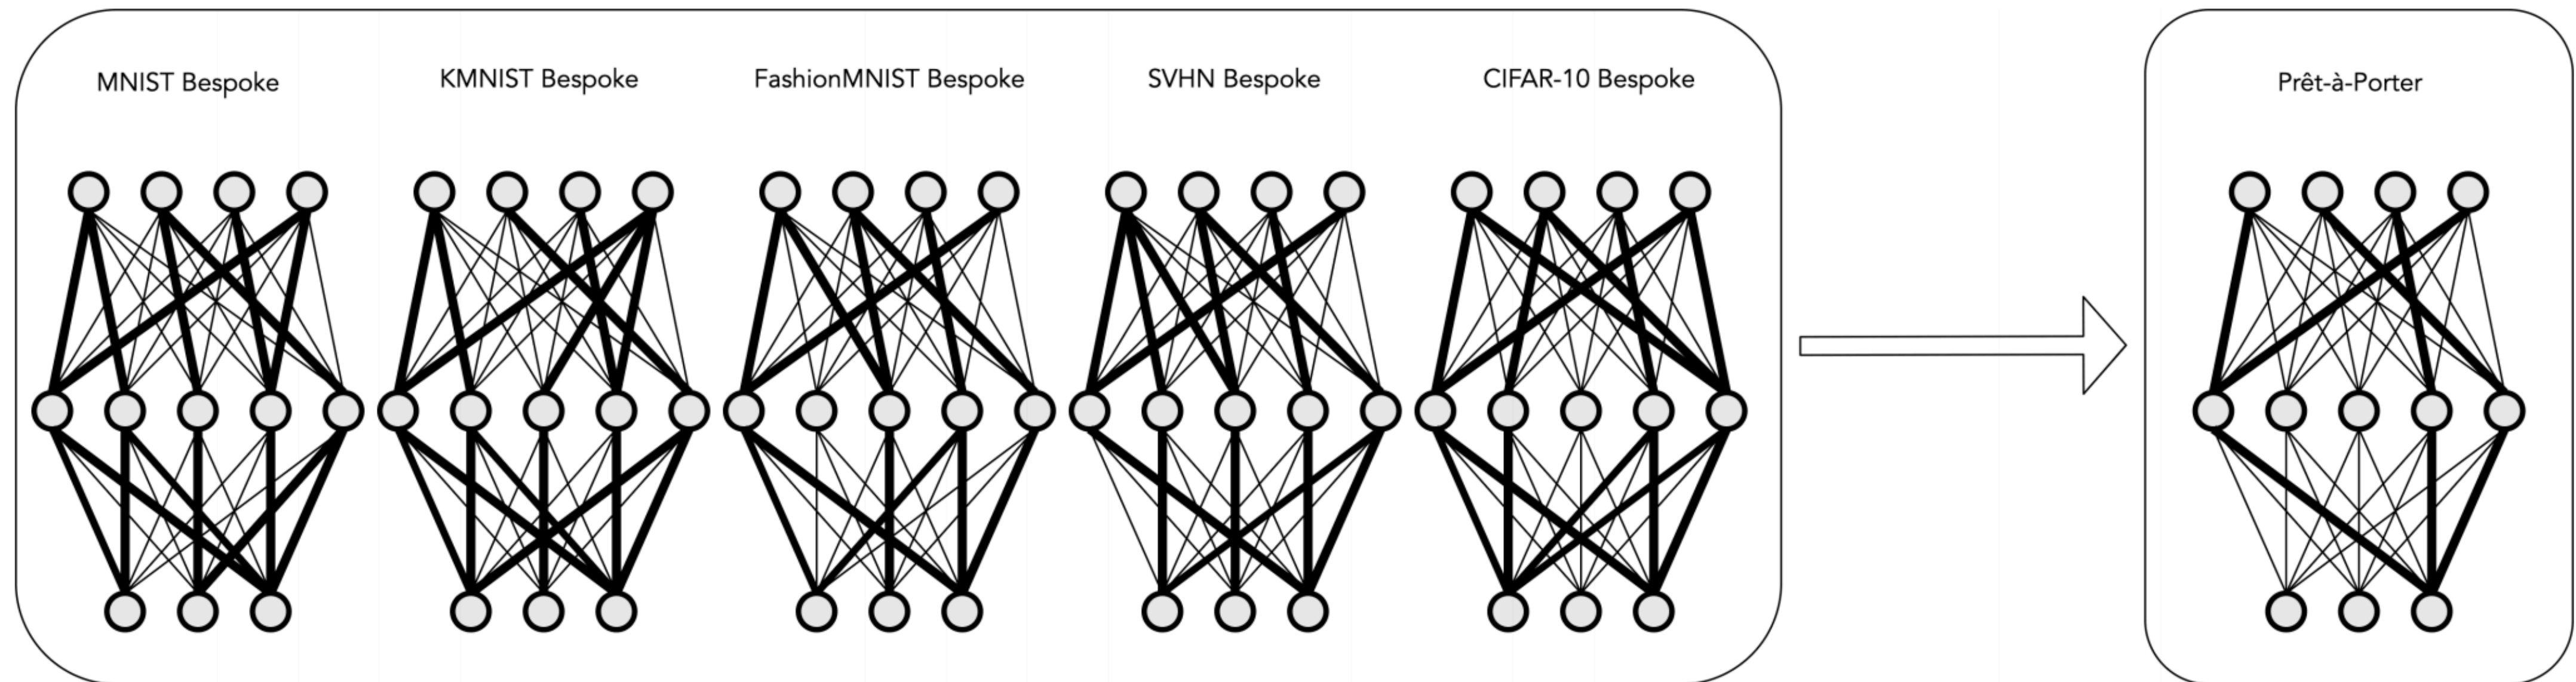 MNIST Bespoke
KMNIST Bespoke
FashionMNIST Bespoke
SVHN Bespoke
CIFAR-10 Bespoke
Prêt-à-Porter